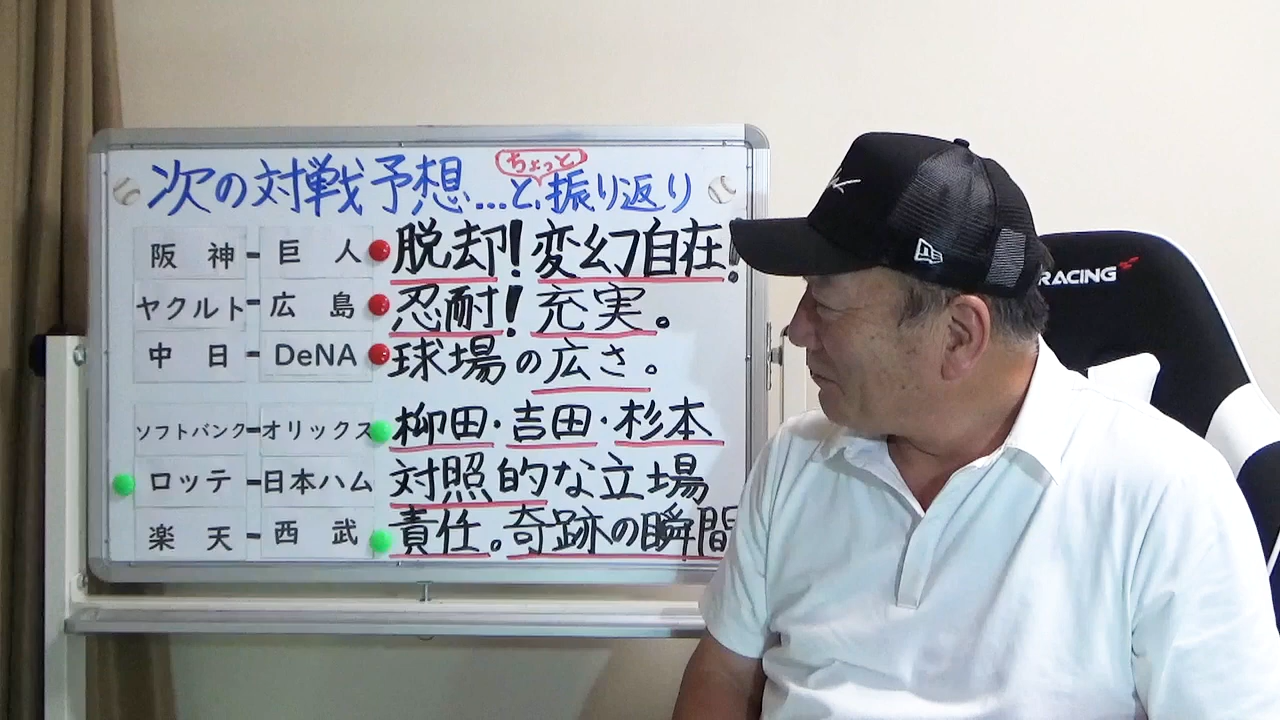 次の対戦予想...と、振り返り
ちょっと
阪神-巨人 脱却!変幻自在!
ヤクルト-広島 忍耐!充実。
中日-DeNA 球場の広さ。
ソフトバンク-オリックス 柳田・吉田・杉本
ロッテ-日本ハム 対照的な立場
楽天-西武 責任。奇跡の瞬間
RACING